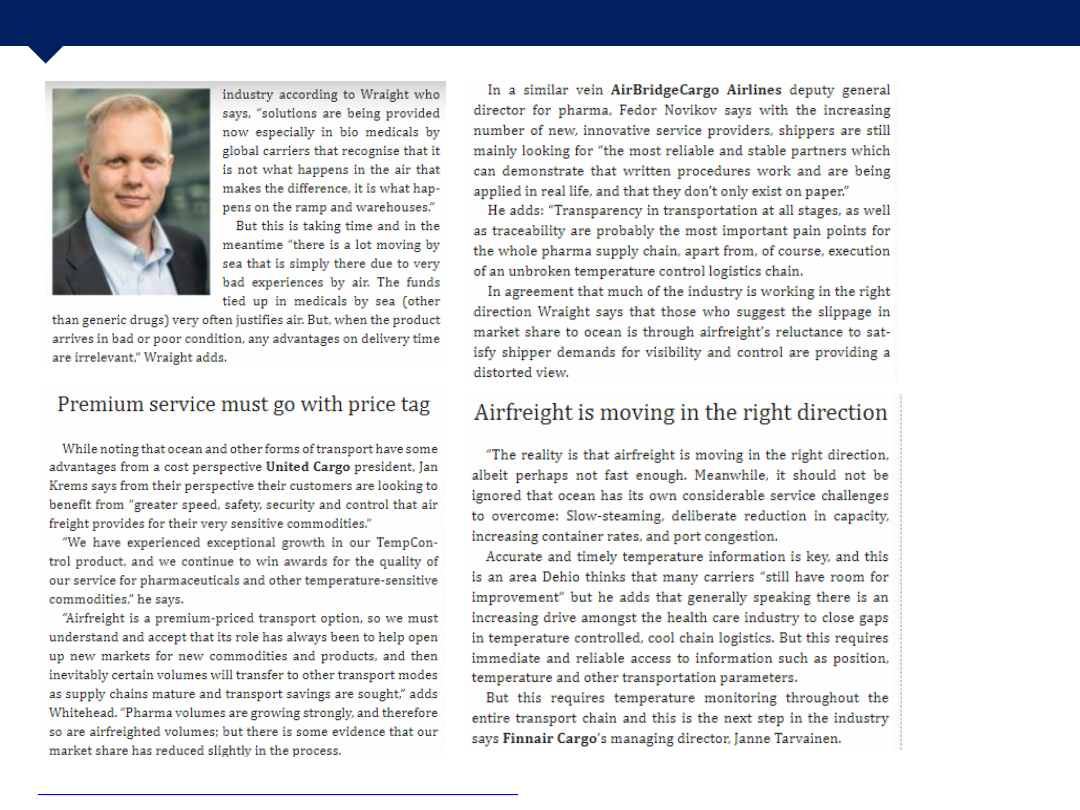 industry according to Wraight who
says, “solutions are being provided
now especially in bio medicals by
global carriers that recognise that it
is not what happens in the air that
makes the difference, it is what hap-
pens on the ramp and warehouses.”
But this is taking time and in the
meantime “there is a lot moving by
sea that is simply there due to very
bad experiences by air. The funds
tied up in medicals by sea (other
than generic drugs) very often justifies air. But, when the product
arrives in bad or poor condition, any advantages on delivery time
are irrelevant,” Wraight adds.
Premium service must go with price tag
While noting that ocean and other forms of transport have some
advantages from a cost perspective United Cargo president, Jan
Krems says from their perspective their customers are looking to
benefit from “greater speed, safety, security and control that air
freight provides for their very sensitive commodities.”
“We have experienced exceptional growth in our TempCon-
trol product, and we continue to win awards for the quality of
our service for pharmaceuticals and other temperature-sensitive
commodities,” he says.
“Airfreight is a premium-priced transport option, so we must
understand and accept that its role has always been to help open
up new markets for new commodities and products, and then
inevitably certain volumes will transfer to other transport modes
as supply chains mature and transport savings are sought,” adds
Whitehead. “Pharma volumes are growing strongly, and therefore
so are airfreighted volumes; but there is some evidence that our
market share has reduced slightly in the process.
In a similar vein AirBridgeCargo Airlines deputy general
director for pharma, Fedor Novikov says with the increasing
number of new, innovative service providers, shippers are still
mainly looking for “the most reliable and stable partners which
can demonstrate that written procedures work and are being
applied in real life, and that they don’t only exist on paper.”
He adds: “Transparency in transportation at all stages, as well
as traceability are probably the most important pain points for
the whole pharma supply chain, apart from, of course, execution
of an unbroken temperature control logistics chain.
In agreement that much of the industry is working in the right
direction Wraight says that those who suggest the slippage in
market share to ocean is through airfreight’s reluctance to sat-
isfy shipper demands for visibility and control are providing a
distorted view.
Airfreight is moving in the right direction
“The reality is that airfreight is moving in the right direction,
albeit perhaps not fast enough. Meanwhile, it should not be
ignored that ocean has its own considerable service challenges
to overcome: Slow-steaming, deliberate reduction in capacity,
increasing container rates, and port congestion.
Accurate and timely temperature information is key, and this
is an area Dehio thinks that many carriers “still have room for
improvement” but he adds that generally speaking there is an
increasing drive amongst the health care industry to close gaps
in temperature controlled, cool chain logistics. But this requires
immediate and reliable access to information such as position,
temperature and other transportation parameters.
But this requires temperature monitoring throughout the
entire transport chain and this is the next step in the industry
says Finnair Cargo’s managing director, Janne Tarvainen.